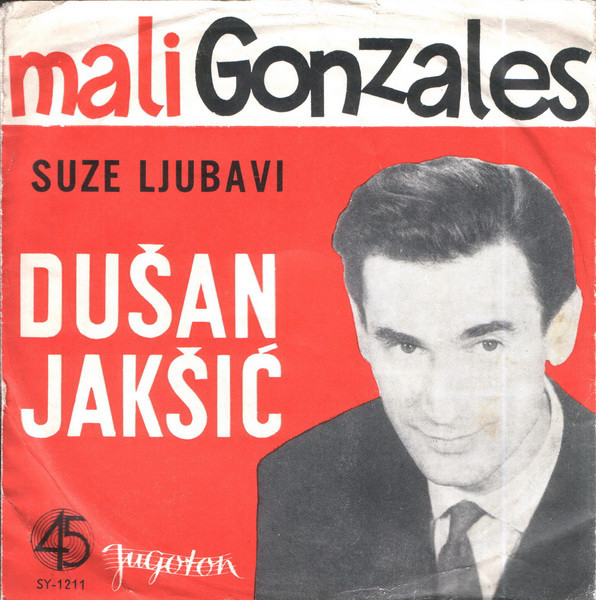 mali Gonzales
SUZE LJUBAVI
DUŠAN
JAKŠIĆ
45
SY-1211
Jugoton